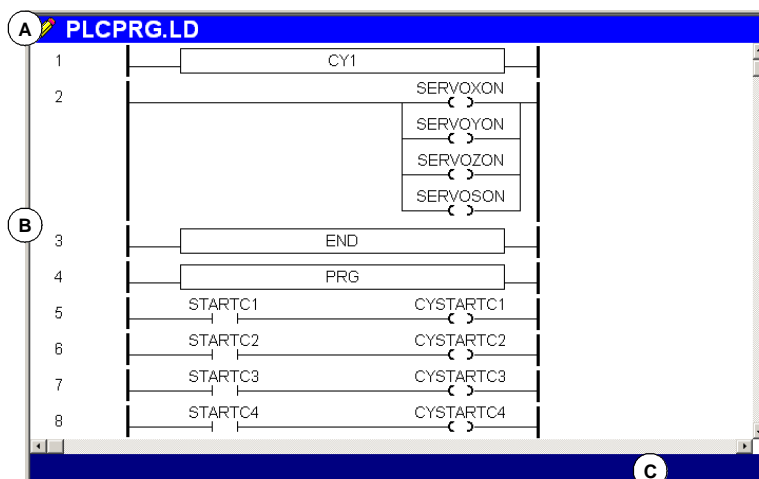 A PLCPRG.LD
1 CY1
2 SERVOXON
SERVOYON
SERVOZON
SERVOSON
B
3 END
4 PRG
5 STARTC1 CYSTARTC1
6 STARTC2 CYSTARTC2
7 STARTC3 CYSTARTC3
8 STARTC4 CYSTARTC4
C